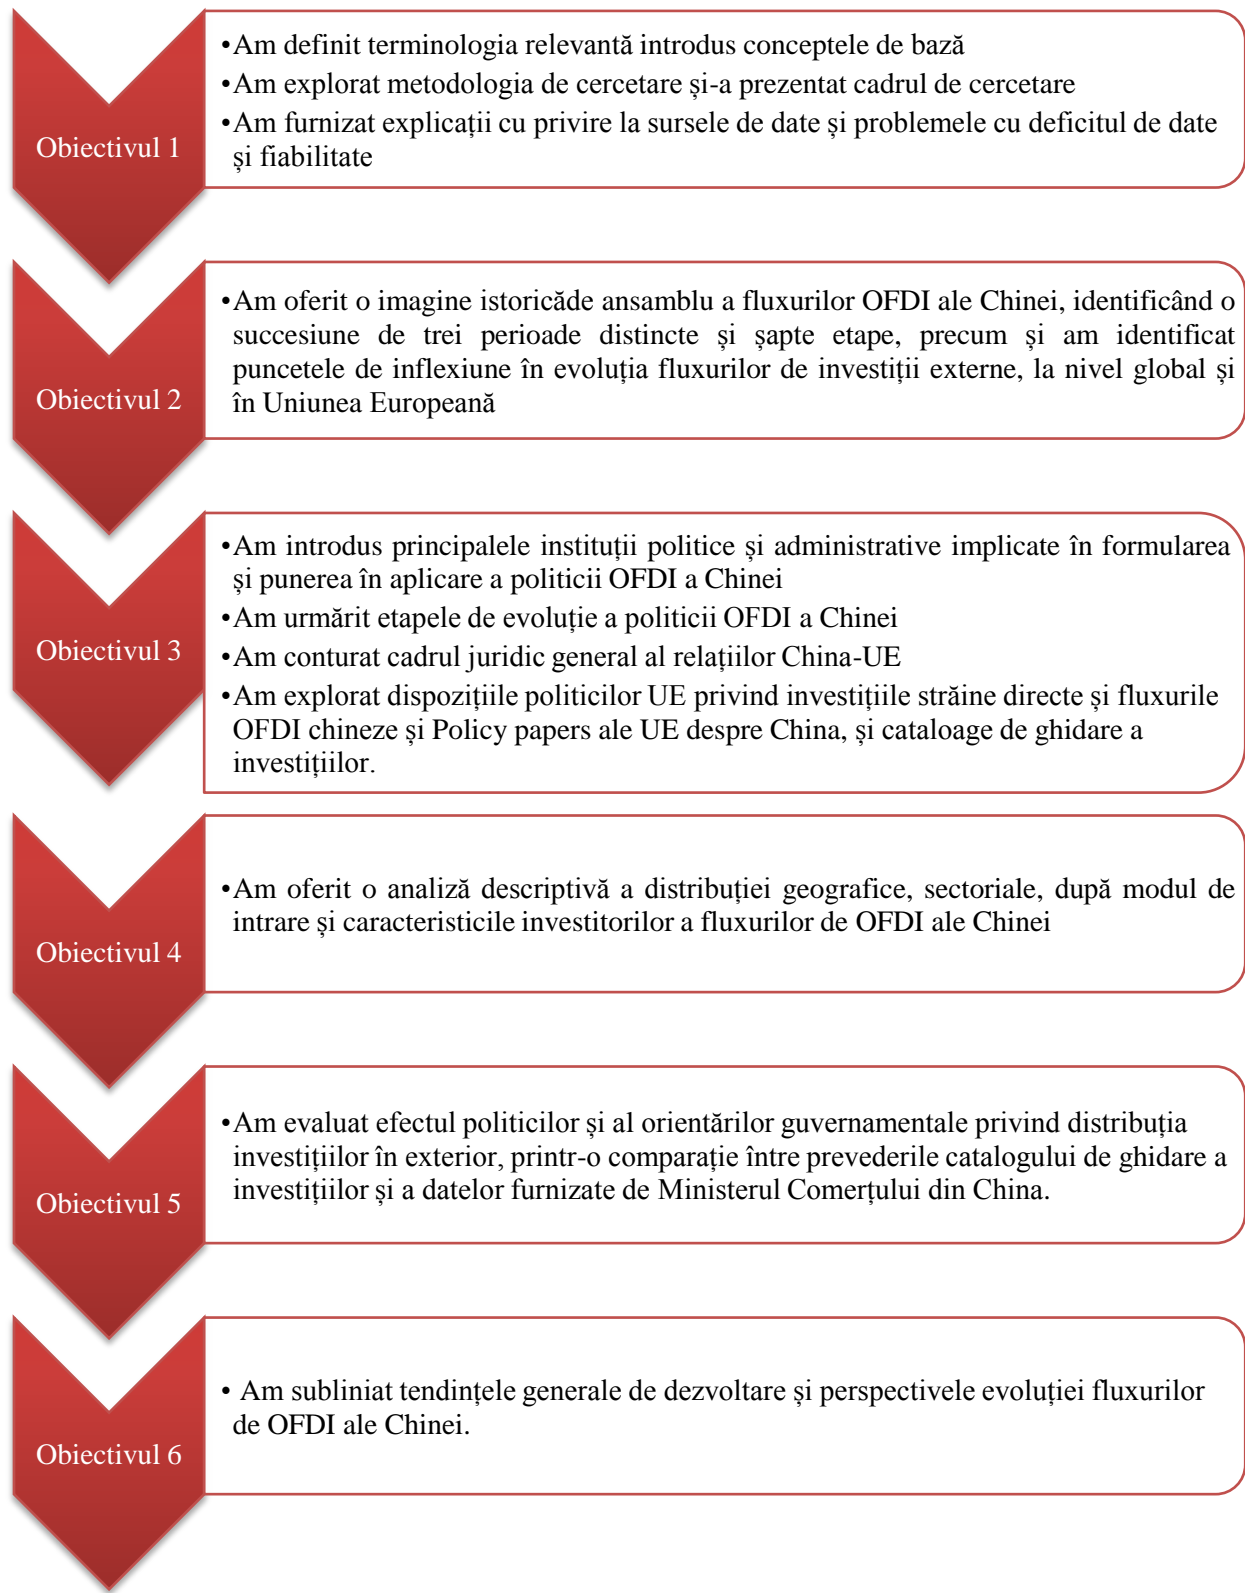 Obiectivul 1
•Am definit terminologia relevantă introdus conceptele de bază
•Am explorat metodologia de cercetare și-a prezentat cadrul de cercetare
•Am furnizat explicații cu privire la sursele de date și problemele cu deficitul de date
și fiabilitate
Obiectivul 2
•Am oferit o imagine istoricăde ansamblu a fluxurilor OFDI ale Chinei, identificând o
succesiune de trei perioade distincte și șapte etape, precum și am identificat
puncetele de inflexiune în evoluția fluxurilor de investiții externe, la nivel global și
în Uniunea Europeană
Obiectivul 3
•Am introdus principalele instituții politice și administrative implicate în formularea
și punerea în aplicare a politicii OFDI a Chinei
•Am urmărit etapele de evoluție a politicii OFDI a Chinei
•Am conturat cadrul juridic general al relațiilor China-UE
•Am explorat dispozițiile politicilor UE privind investițiile străine directe și fluxurile
OFDI chineze și Policy papers ale UE despre China, și cataloage de ghidare a
investițiilor.
Obiectivul 4
•Am oferit o analiză descriptivă a distribuției geografice, sectoriale, după modul de
intrare și caracteristicile investitorilor a fluxurilor de OFDI ale Chinei
Obiectivul 5
•Am evaluat efectul politicilor și al orientărilor guvernamentale privind distribuția
investițiilor în exterior, printr-o comparație între prevederile catalogului de ghidare a
investițiilor și a datelor furnizate de Ministerul Comerțului din China.
Obiectivul 6
• Am subliniat tendințele generale de dezvoltare și perspectivele evoluției fluxurilor
de OFDI ale Chinei.